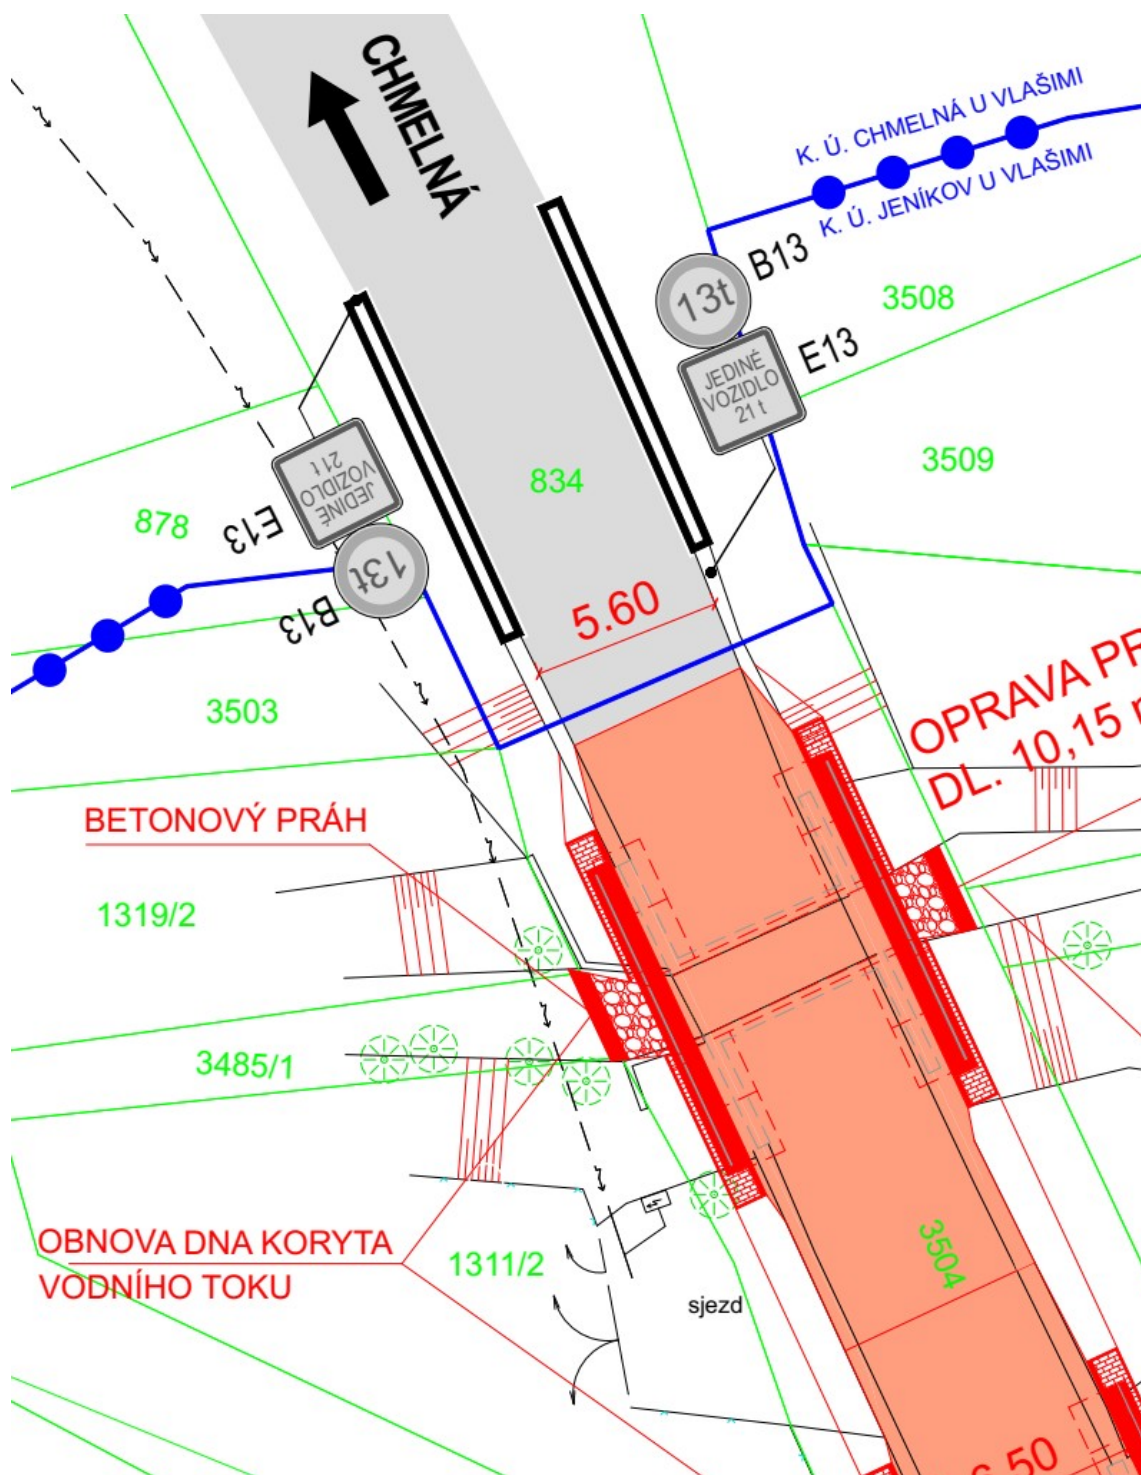 CHMELNÁ
K. Ú. CHMELNÁ U VLAŠIMI
K. Ú. JENÍKOV U VLAŠIMI
B13
13t
3508
E13
JEDINÉ
VOZIDLO
21 t
3509
834
878
E13
JEDINÉ
VOZIDLO
21 t
13t
B13
5.60
3503
OPRAVA PR
DL. 10,15
BETONOVÝ PRÁH
1319/2
3485/1
OBNOVA DNA KORYTA
VODNÍHO TOKU
1311/2
3504
sjezd
6.50